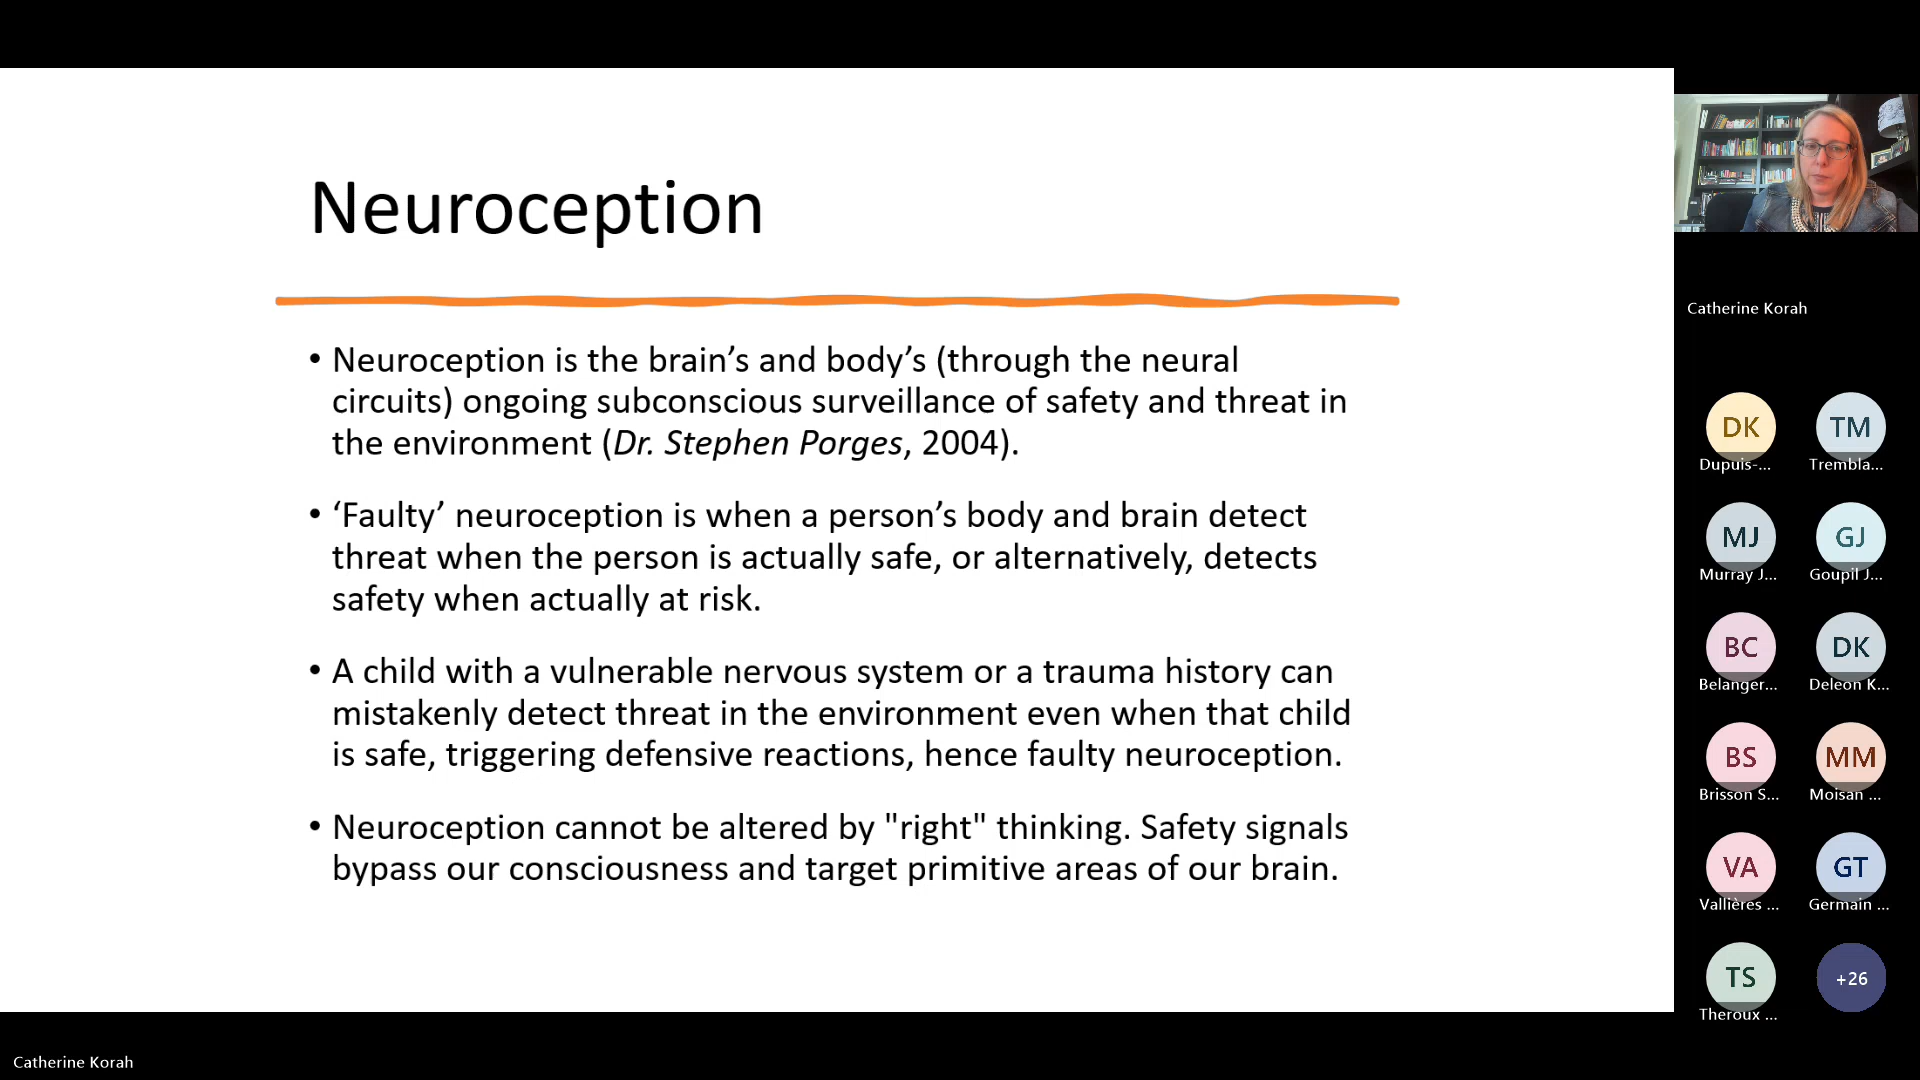 Neuroception
• Neuroception is the brain’s and body’s (through the neural
circuits) ongoing subconscious surveillance of safety and threat in
the environment (Dr. Stephen Porges, 2004).
• ‘Faulty’ neuroception is when a person’s body and brain detect
threat when the person is actually safe, or alternatively, detects
safety when actually at risk.
• A child with a vulnerable nervous system or a trauma history can
mistakenly detect threat in the environment even when that child
is safe, triggering defensive reactions, hence faulty neuroception.
• Neuroception cannot be altered by "right" thinking. Safety signals
bypass our consciousness and target primitive areas of our brain.
Catherine Korah
DK
Dupuis-...
TM
Trembla...
MJ
Murray J...
GJ
Goupil J...
BC
Belanger...
DK
Deleon K...
BS
Brisson S...
MM
Moisan ...
VA
Vallières ...
GT
Germain ...
TS
Theroux ...
+26
Catherine Korah